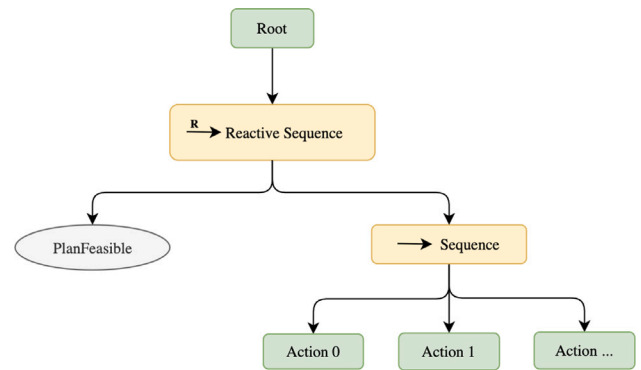 Root
R
Reactive Sequence
PlanFeasible
Sequence
Action 0
Action 1
Action ...